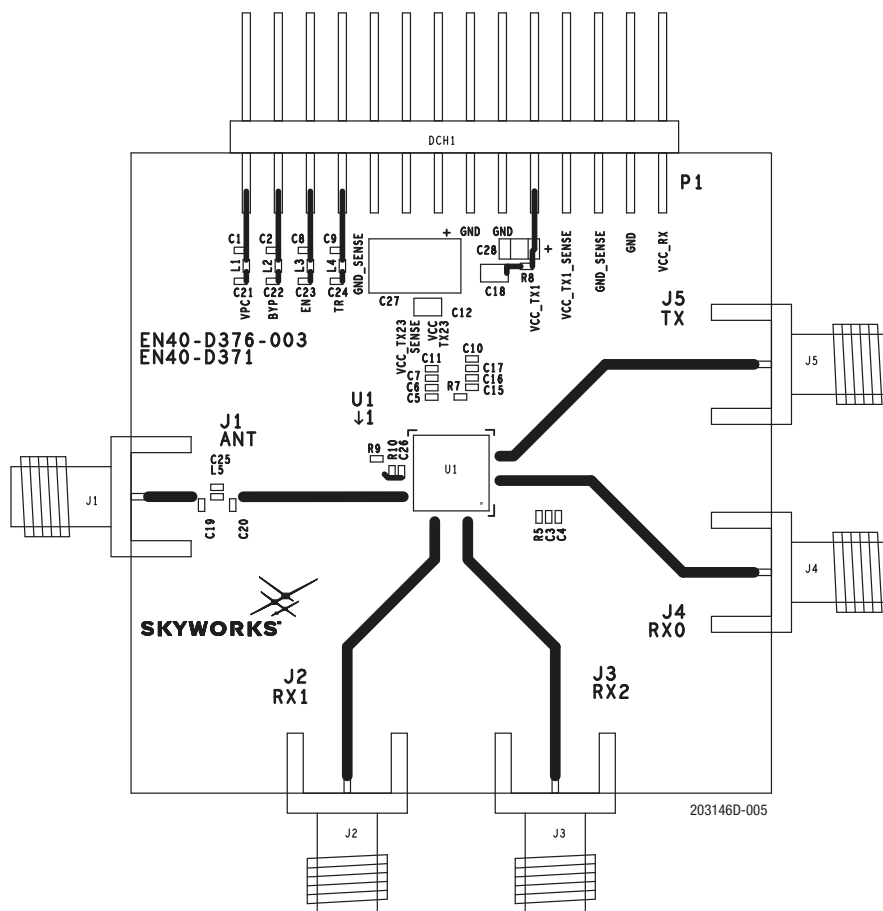 DCH1
P1
C1 C2 C8 C9
L1 L2 L3 L4
C21 C22 C23 C24
VPC BYP EN TR
GND_SENSE
+ GND GND
C28 +
C18 R8
C27
C12
VCC_TX23
SENSE
VCC
TX23
VCC_TX1
VCC_TX1_SENSE
GND_SENSE
GND
VCC_RX
EN40-D376-003
EN40-D371
J5
TX
J5
C11 C10
C7 C17
C6 C16
C5 R7 C15
U1
↓1
J1
ANT
R9 R10 C26
U1
C25
L5
J1
C19 C20
R5 C3 C4
J4
J4
RX0
SKYWORKS
J2
RX1
J3
RX2
203146D-005
J2
J3